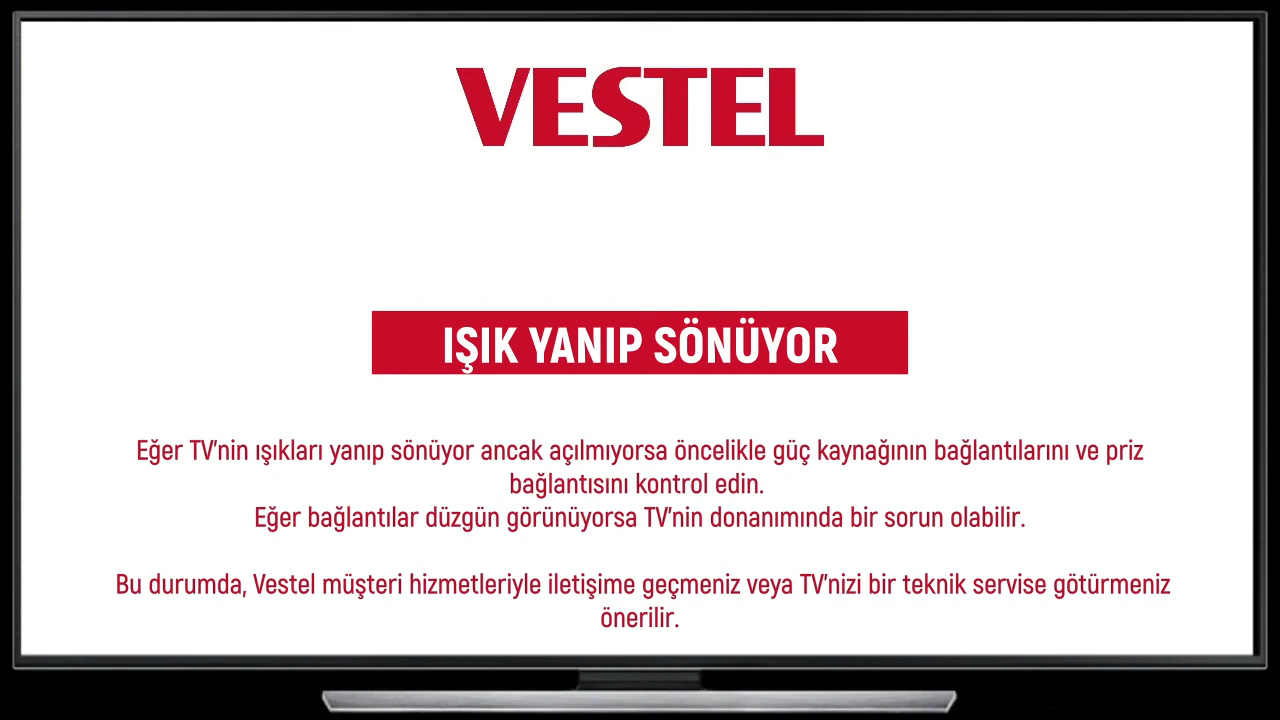 VESTEL
IŞIK YANIP SÖNÜYOR
Eğer TV'nin ışıkları yanıp sönüyor ancak açılmıyorsa öncelikle güç kaynağının bağlantılarını ve priz
bağlantısını kontrol edin.
Eğer bağlantılar düzgün görünüyorsa TV'nin donanımında bir sorun olabilir.
Bu durumda, Vestel müşteri hizmetleriyle iletişime geçmeniz veya TV'nizi bir teknik servise götürmeniz
önerilir.